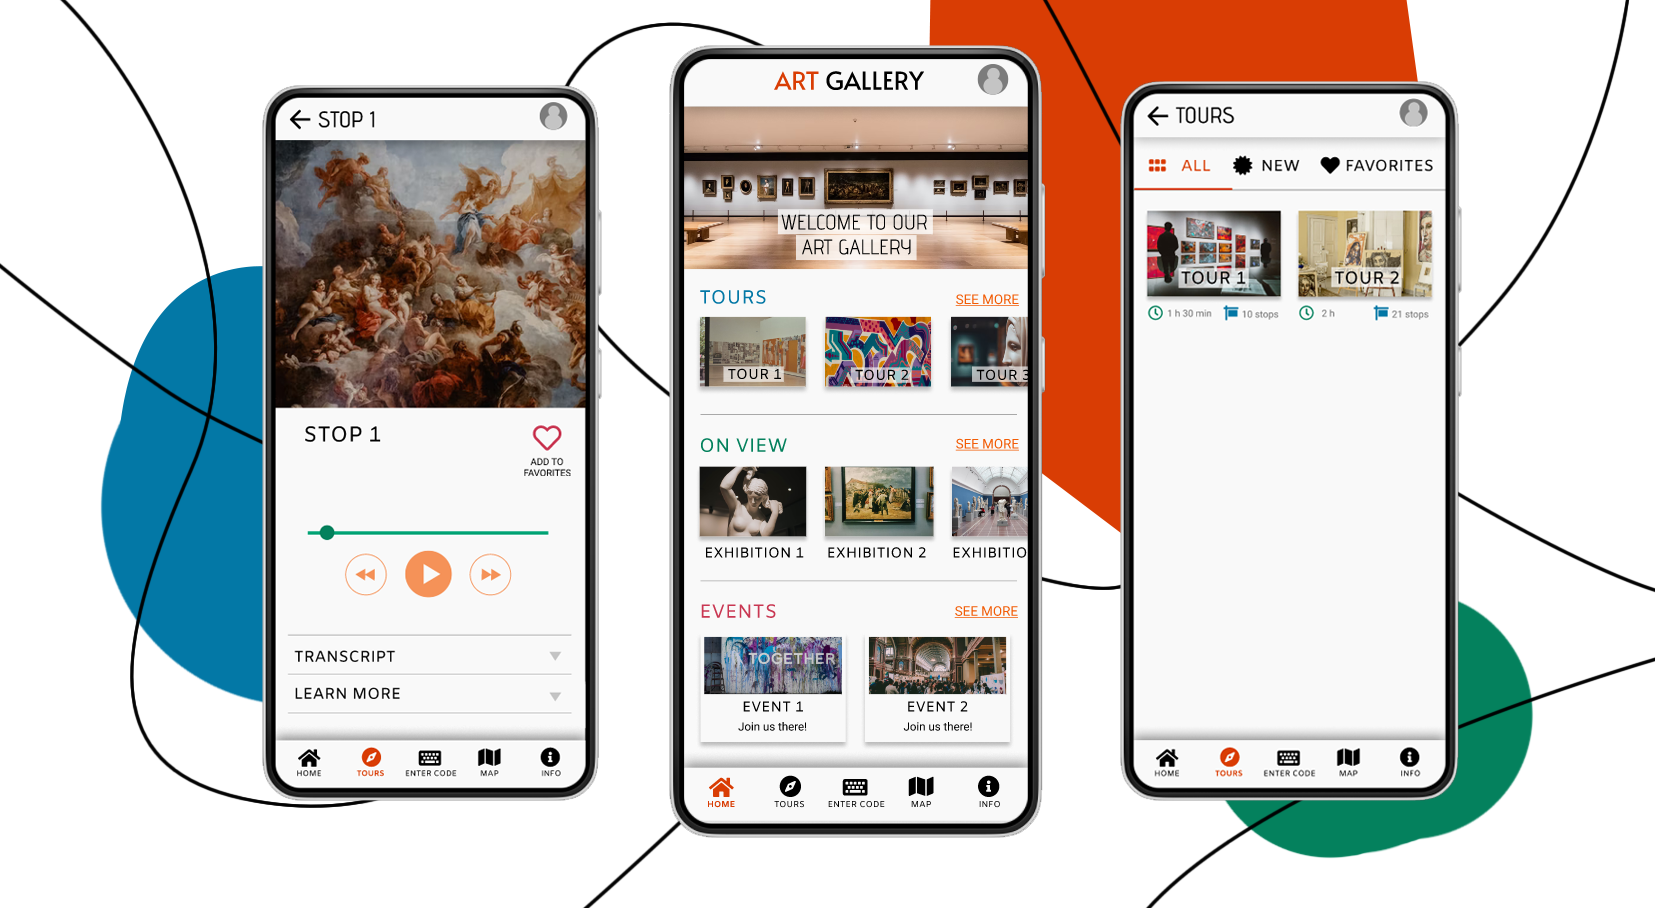 STOP 1
STOP 1
ADD TO
FAVORITES
TRANSCRIPT
LEARN MORE
HOME TOURS ENTER CODE MAP INFO
ART GALLERY
WELCOME TO OUR
ART GALLERY
TOURS SEE MORE
TOUR 1 TOUR 2 TOUR 3
ON VIEW SEE MORE
EXHIBITION 1 EXHIBITION 2 EXHIBITIO
EVENTS SEE MORE
TOGETHER
EVENT 1 EVENT 2
Join us there! Join us there!
HOME TOURS ENTER CODE MAP INFO
TOURS
ALL NEW FAVORITES
TOUR 1 TOUR 2
1 h 30 min 10 stops 2 h 21 stops
HOME TOURS ENTER CODE MAP INFO